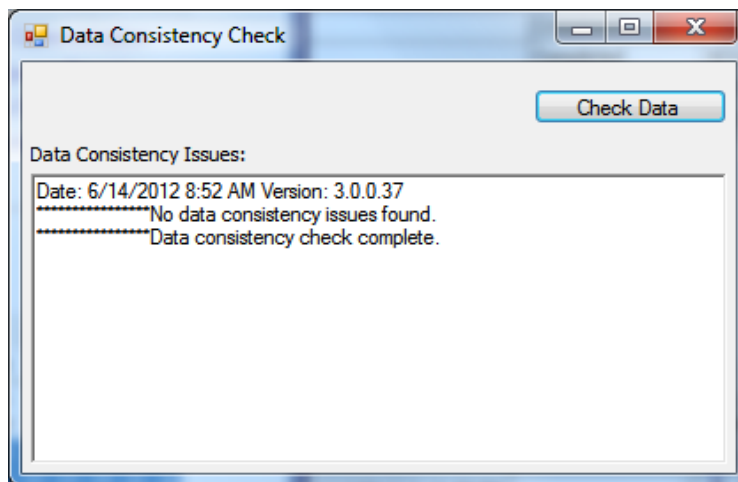 Data Consistency Check
Check Data
Data Consistency Issues:
Date: 6/14/2012 8:52 AM Version: 3.0.0.37
****************No data consistency issues found.
****************Data consistency check complete.